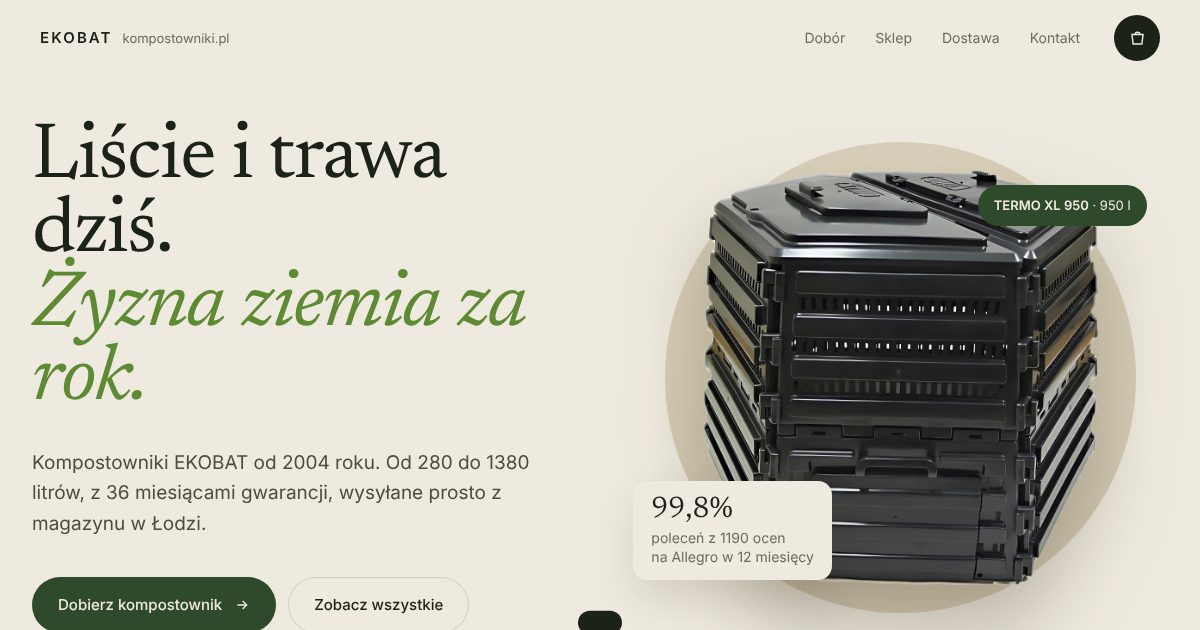 EKOBAT kompostowniki.pl
Dobór Sklep Dostawa Kontakt
Liście i trawa
dziś.
Żyzna ziemia za
rok.
Kompostowniki EKOBAT od 2004 roku. Od 280 do 1380
litrów, z 36 miesiącami gwarancji, wysyłane prosto z
magazynu w Łodzi.
Dobierz kompostownik →
Zobacz wszystkie
TERMO XL 950 · 950 l
99,8%
poleceń z 1190 ocen
na Allegro w 12 miesięcy